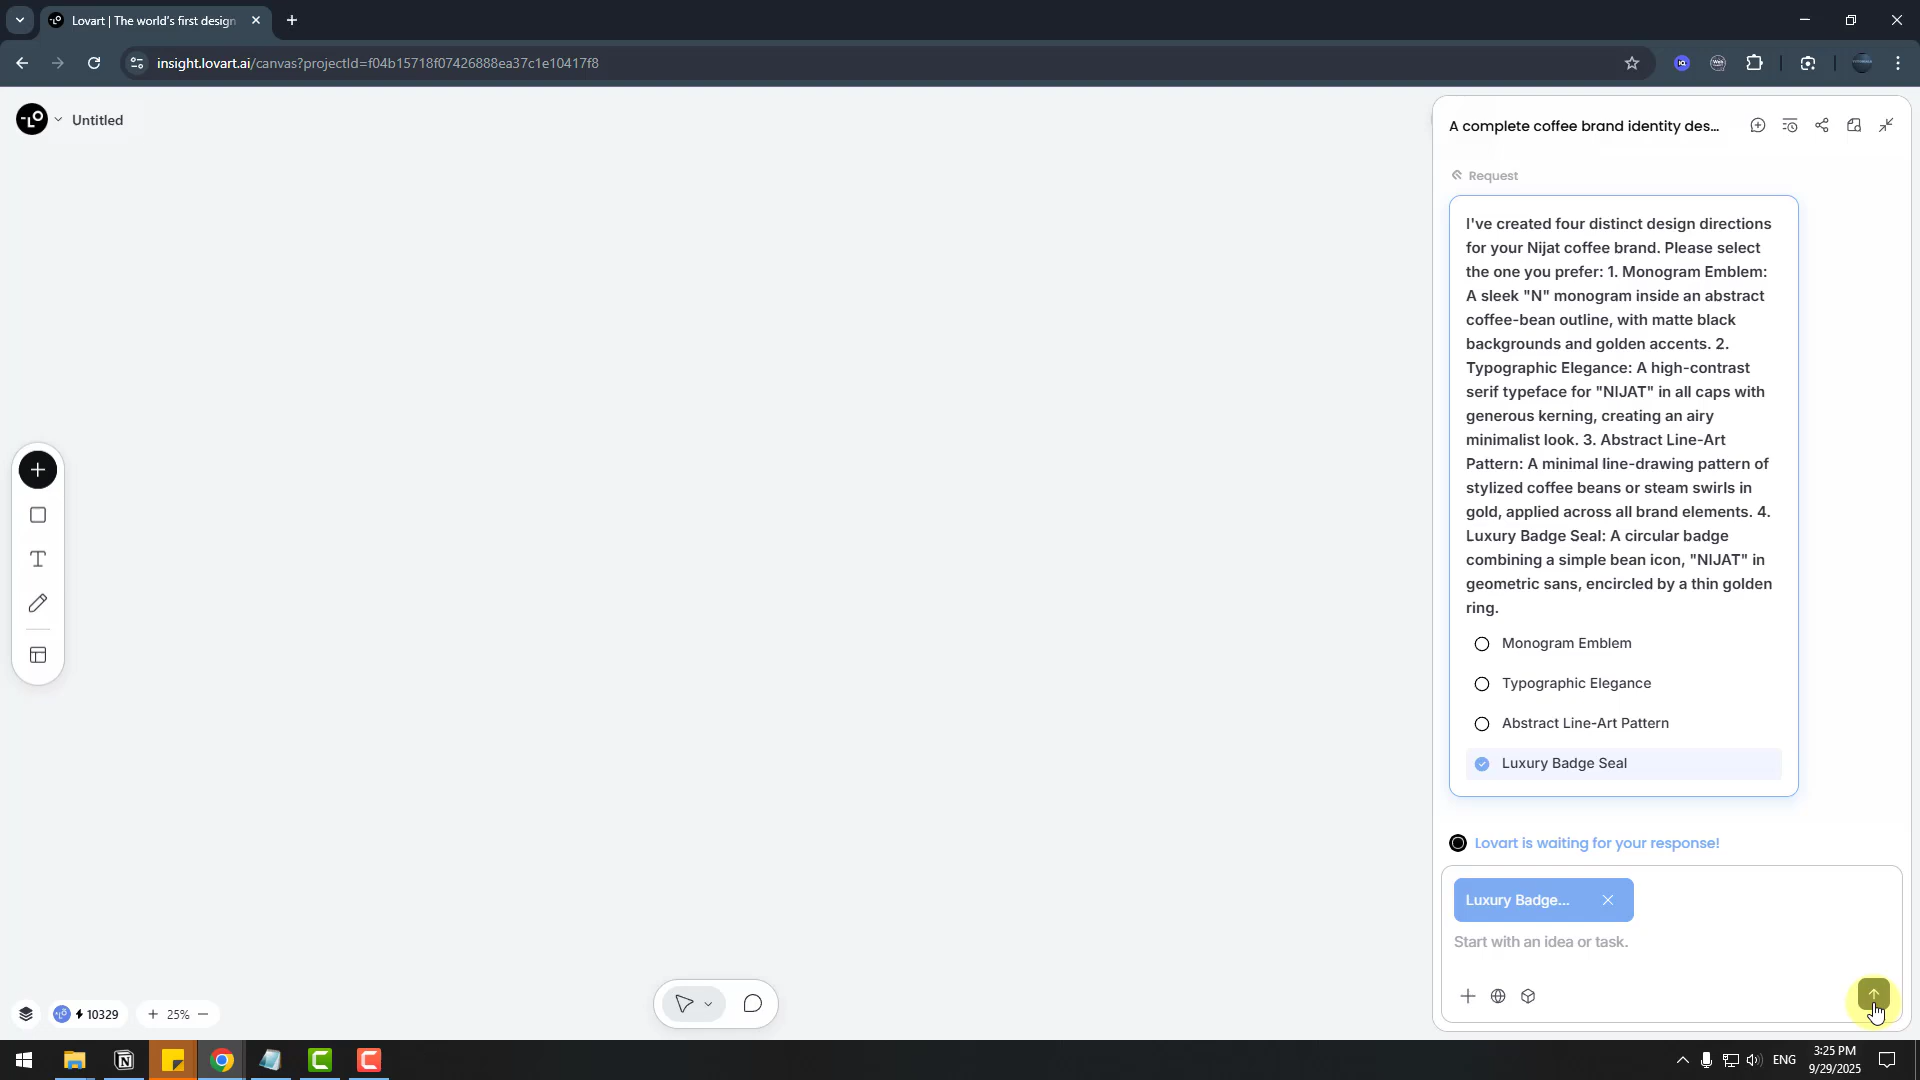 Lovart | The world's first design
insight.lovart.ai/canvas?projectId=f04b15718f07426888ea37c1e10417f8
Untitled
A complete coffee brand identity des...
Request
I've created four distinct design directions
for your Nijat coffee brand. Please select
the one you prefer: 1. Monogram Emblem:
A sleek "N" monogram inside an abstract
coffee-bean outline, with matte black
backgrounds and golden accents. 2.
Typographic Elegance: A high-contrast
serif typeface for "NIJAT" in all caps with
generous kerning, creating an airy
minimalist look. 3. Abstract Line-Art
Pattern: A minimal line-drawing pattern of
stylized coffee beans or steam swirls in
gold, applied across all brand elements. 4.
Luxury Badge Seal: A circular badge
combining a simple bean icon, "NIJAT" in
geometric sans, encircled by a thin golden
ring.
Monogram Emblem
Typographic Elegance
Abstract Line-Art Pattern
Luxury Badge Seal
Lovart is waiting for your response!
Luxury Badge...
Start with an idea or task.
10329
25%
ENG
3:25 PM
9/29/2025